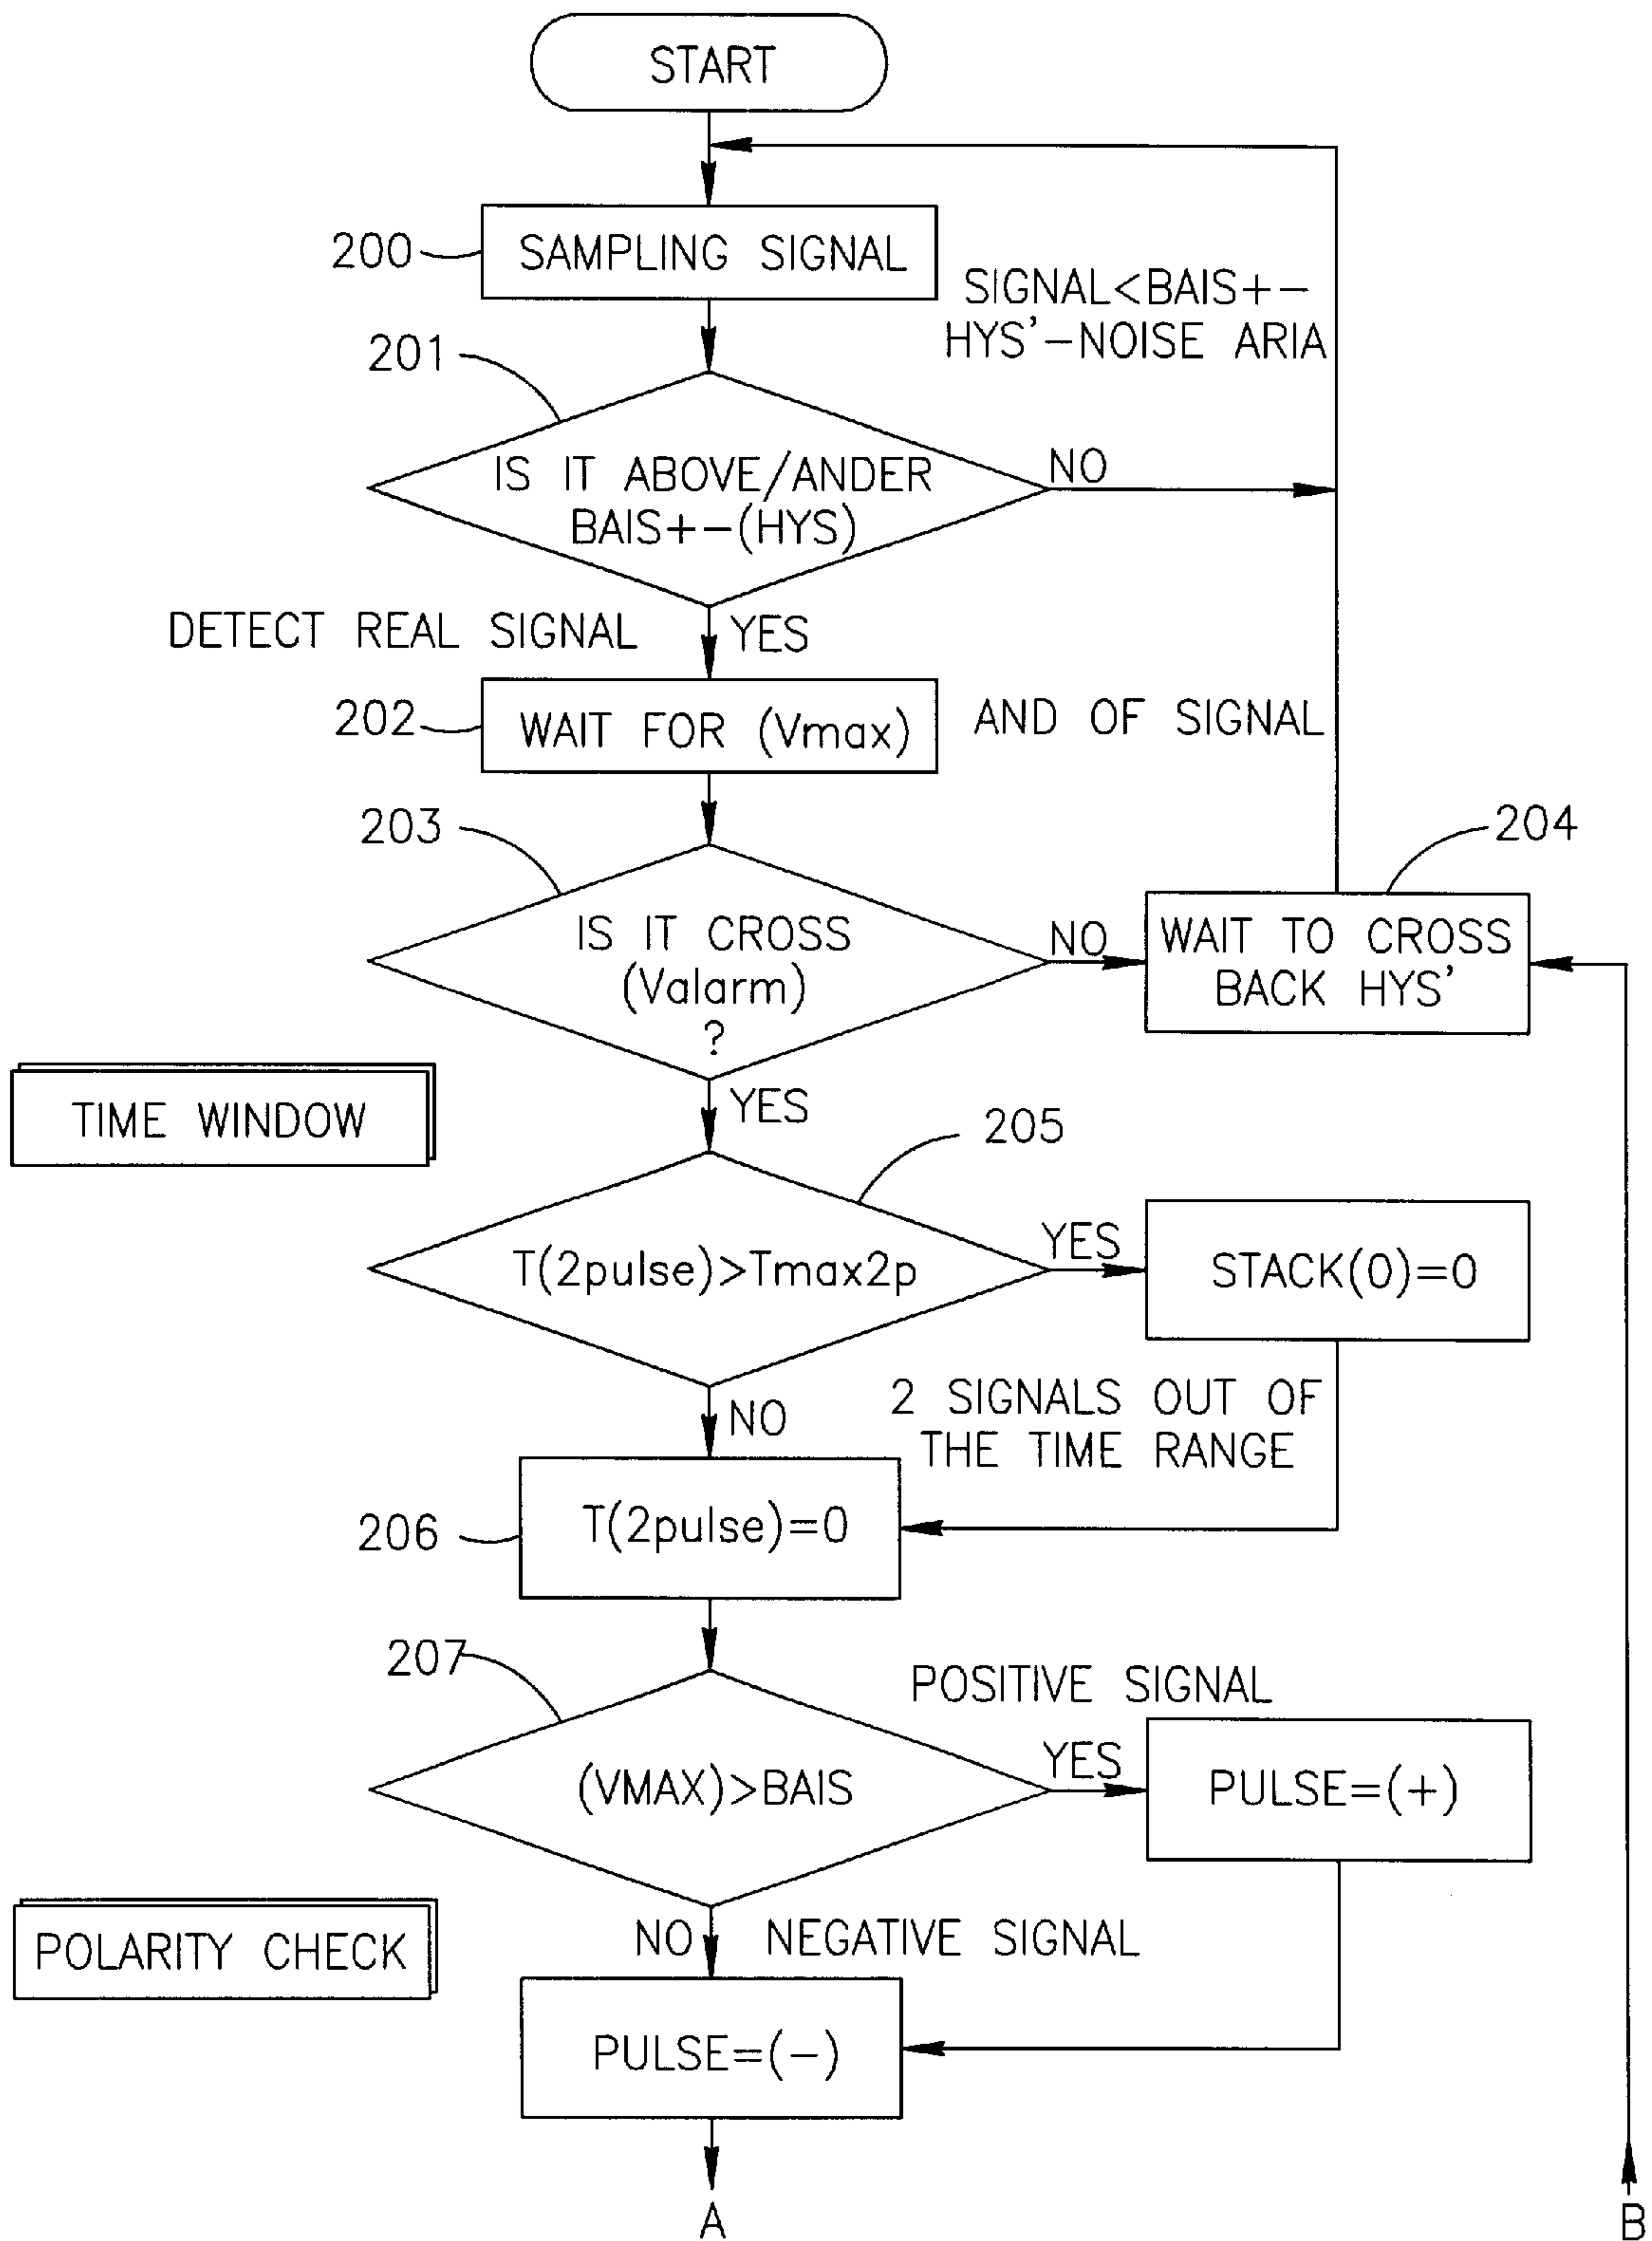 START
200
SAMPLING SIGNAL
SIGNAL<BAIS+-
HYS'-NOISE ARIA
201
IS IT ABOVE/ANDER
BAIS+-(HYS)
NO
DETECT REAL SIGNAL
YES
202
WAIT FOR (Vmax)
AND OF SIGNAL
203
204
IS IT CROSS
(Valarm)
?
NO
WAIT TO CROSS
BACK HYS'
TIME WINDOW
YES
205
T(2pulse)>Tmax2p
YES
STACK(0)=0
NO
2 SIGNALS OUT OF
THE TIME RANGE
206
T(2pulse)=0
207
POSITIVE SIGNAL
(VMAX)>BAIS
YES
PULSE=(+)
POLARITY CHECK
NO
NEGATIVE SIGNAL
PULSE=(-)
A
B